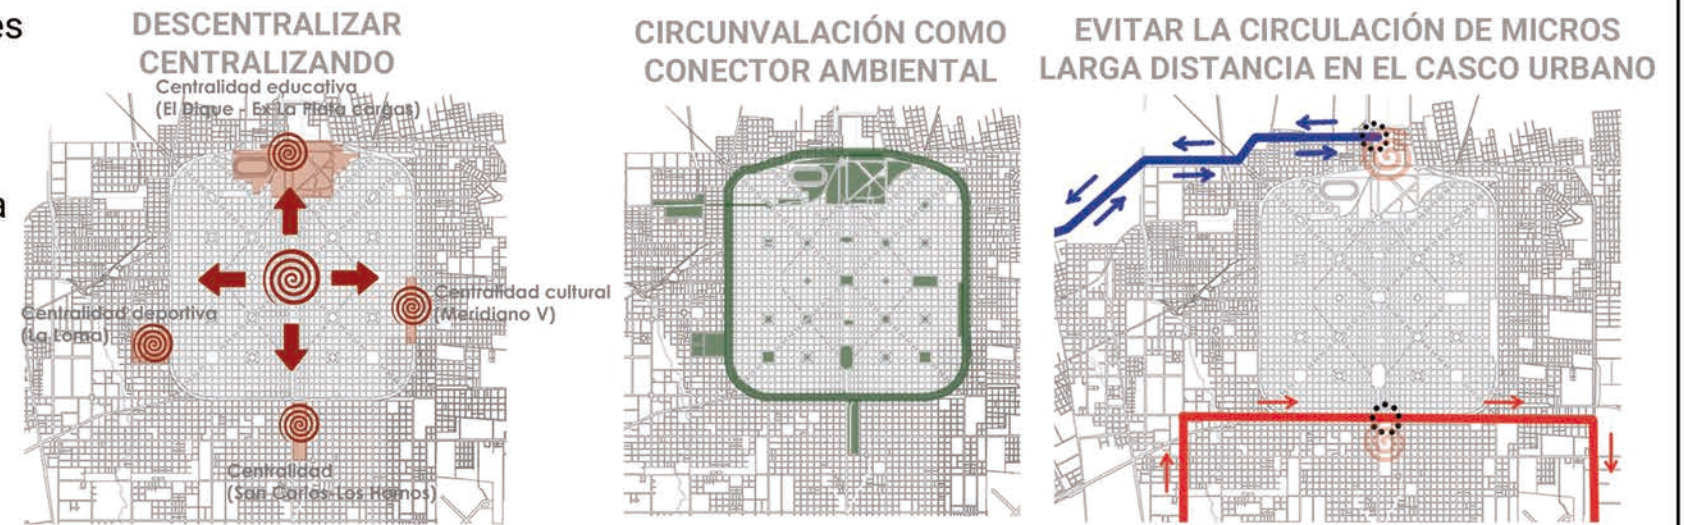 es
a
DESCENTRALIZAR
CENTRALIZANDO
Centralidad educativa
(El Dique - Ex La Plata cargas)
Centralidad cultural
(Meridiano V)
Centralidad deportiva
(La Loma)
Centralidad
(San Carlos-Los Hornos)
CIRCUNVALACIÓN COMO
CONECTOR AMBIENTAL
EVITAR LA CIRCULACIÓN DE MICROS
LARGA DISTANCIA EN EL CASCO URBANO